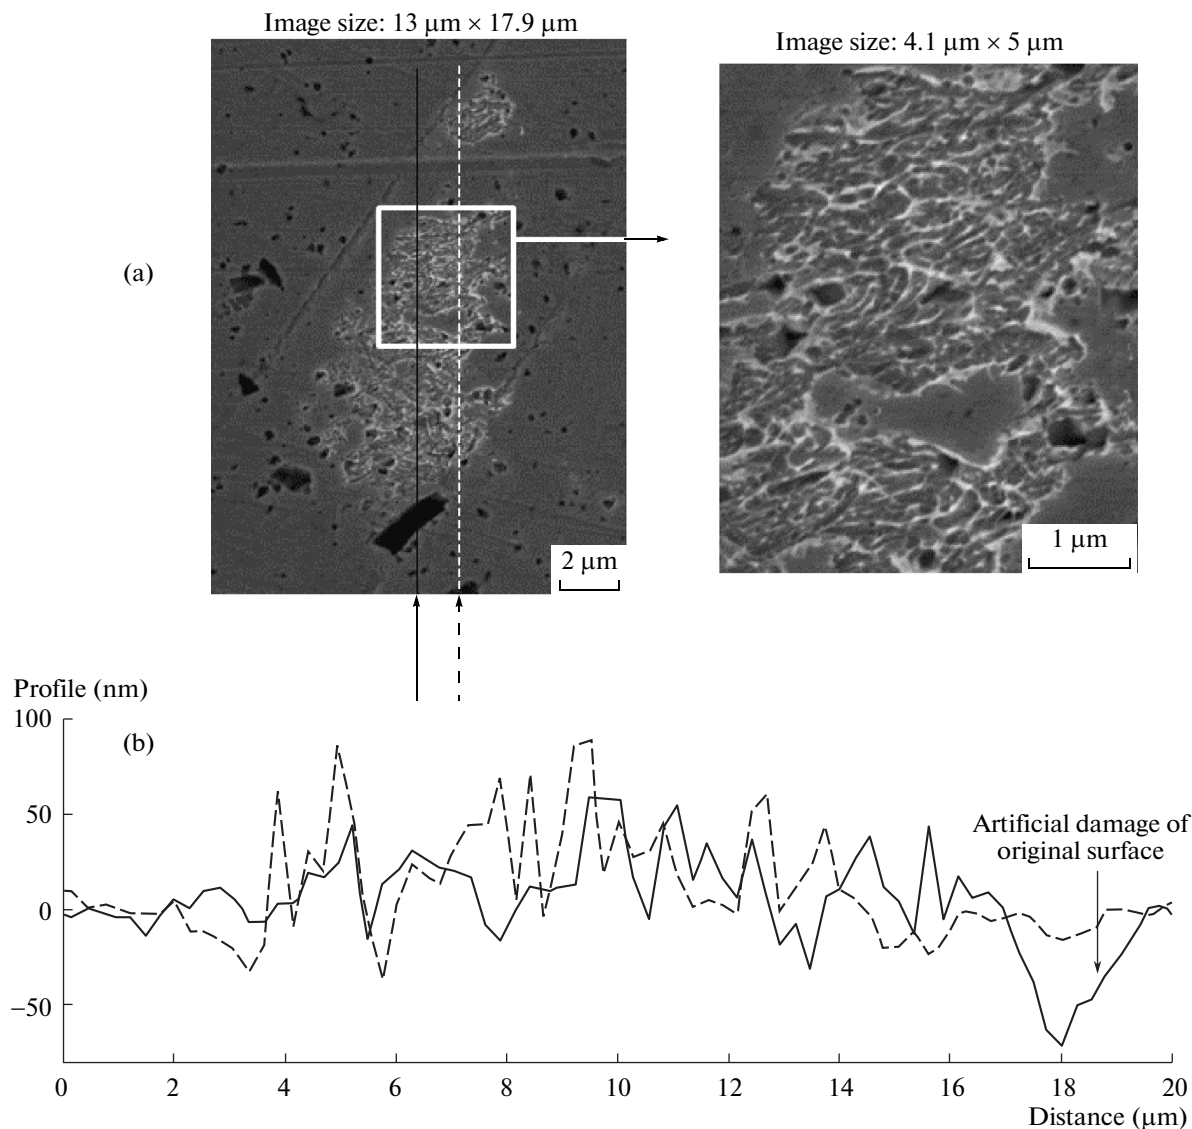 Image size: 13 µm × 17.9 µm
Image size: 4.1 µm × 5 µm
(a)
2 µm
1 µm
Profile (nm)
100
(b)
50
Artificial damage of
original surface
0
−50
0 2 4 6 8 10 12 14 16 18 20
Distance (µm)